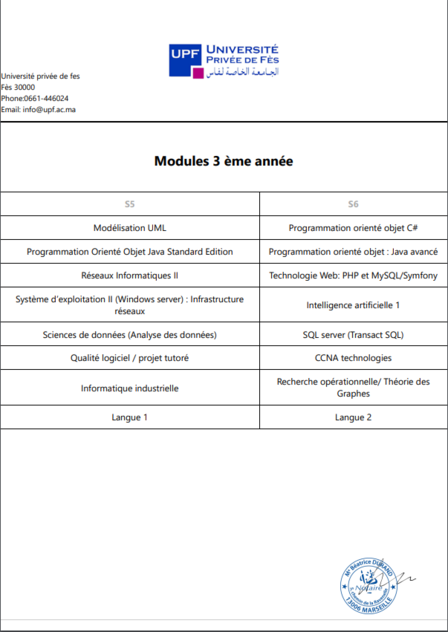 UPF UNIVERSITÉ
PRIVÉE DE FÈS
الجامعة الخاصة لفاس
Université privée de fes
Fés 30000
Phone:0661-446024
Email: info@upf.ac.ma
Modules 3 ème année
S5 S6
Modélisation UML Programmation orienté objet C#
Programmation Orienté Objet Java Standard Edition Programmation orienté objet : Java avancé
Réseaux Informatiques II Technologie Web: PHP et MySQL/Symfony
Système d'exploitation II (Windows server) : Infrastructure
réseaux
Intelligence artificielle 1
Sciences de données (Analyse des données) SQL server (Transact SQL)
Qualité logiciel / projet tutoré CCNA technologies
Informatique industrielle
Recherche opérationnelle/ Théorie des
Graphes
Langue 1 Langue 2
Me Béatrice DURAND
Notaire
13006 MARSEILLE